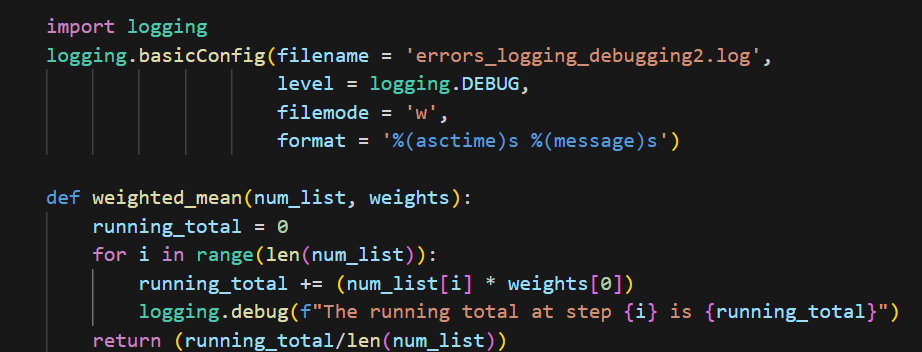 import logging
logging.basicConfig(filename = 'errors_logging_debugging2.log',
                    level = logging.DEBUG,
                    filemode = 'w',
                    format = '%(asctime)s %(message)s')

def weighted_mean(num_list, weights):
    running_total = 0
    for i in range(len(num_list)):
        running_total += (num_list[i] * weights[0])
        logging.debug(f"The running total at step {i} is {running_total}")
    return (running_total/len(num_list))